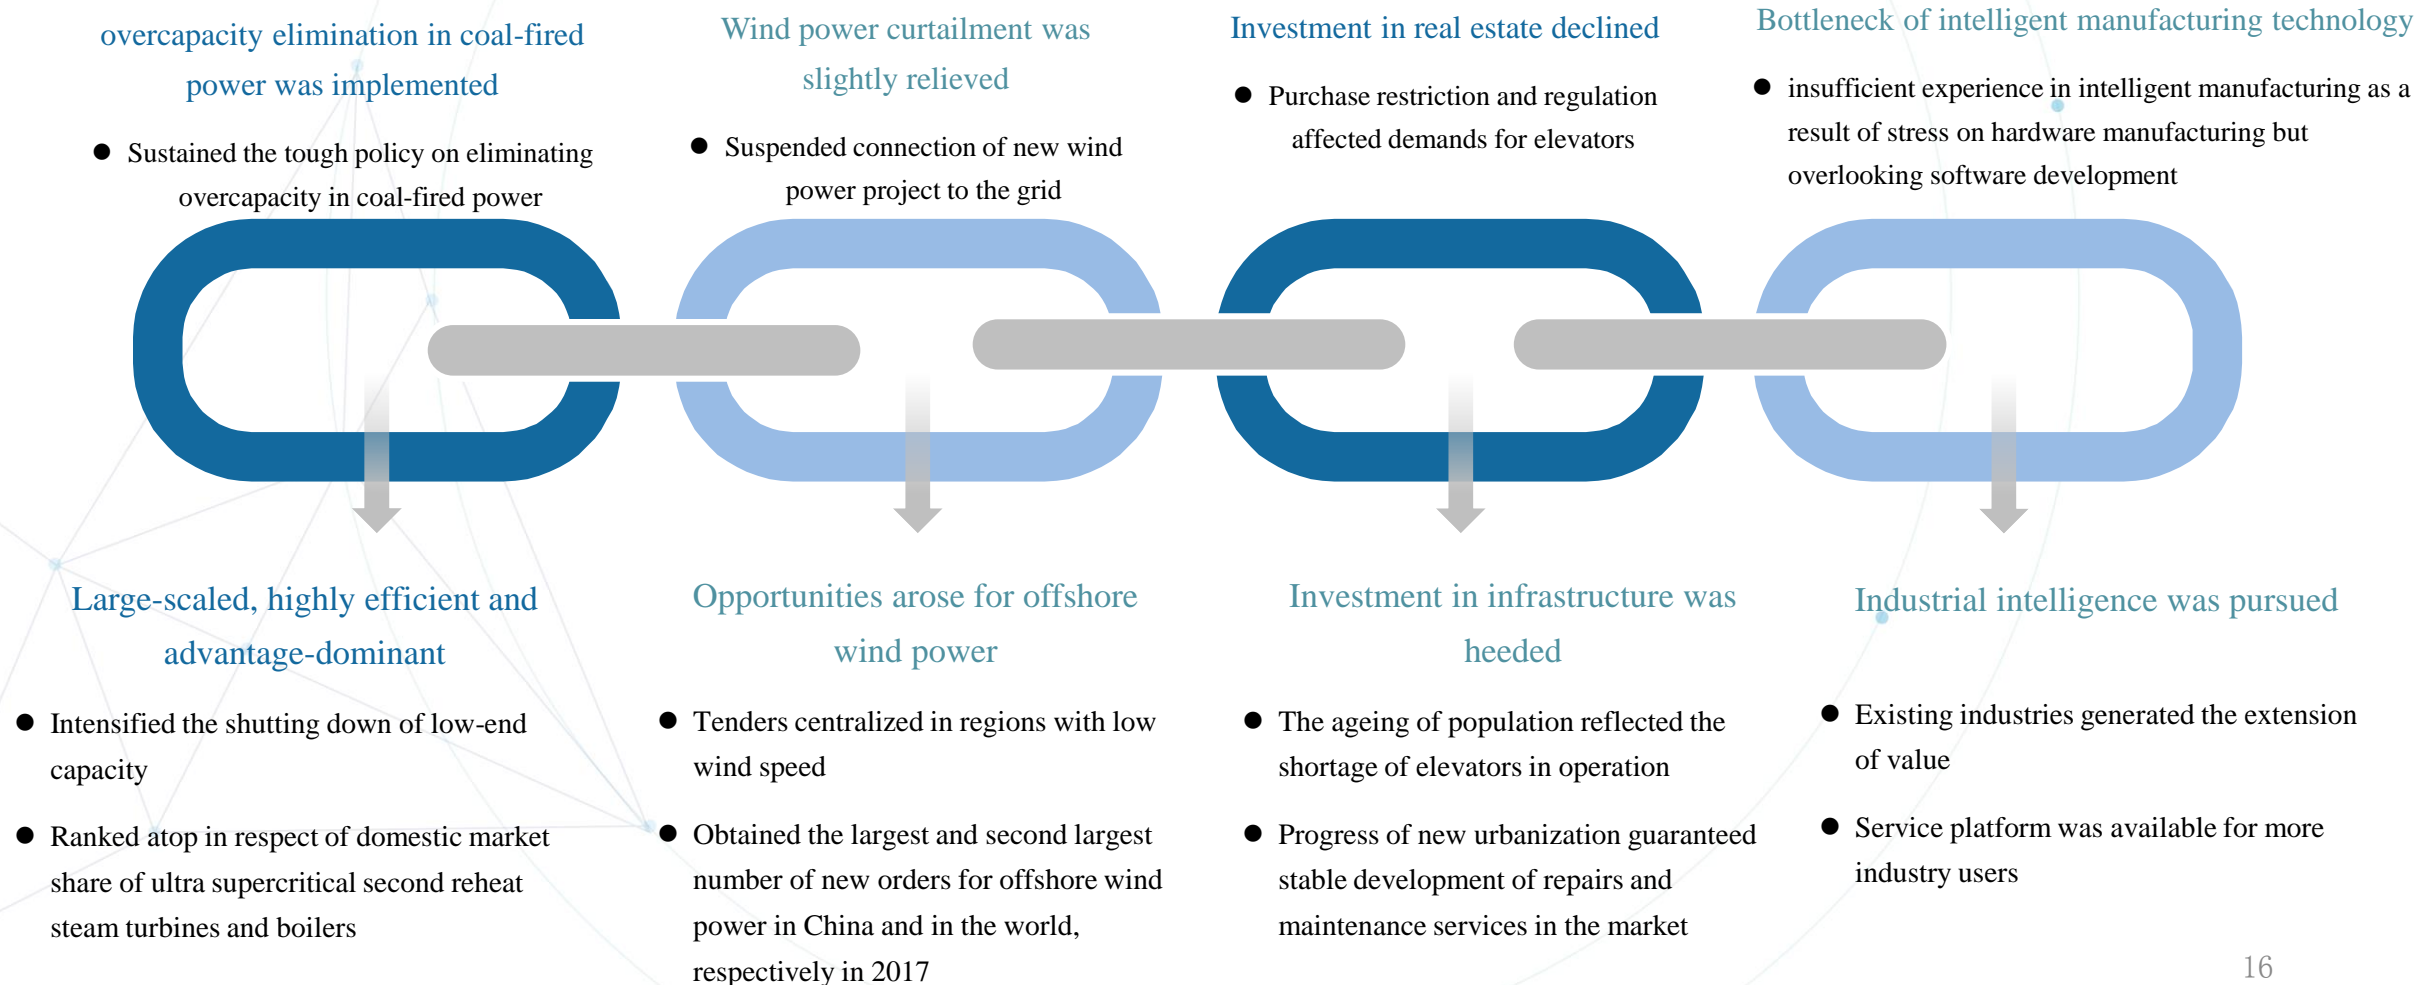 overcapacity elimination in coal-fired
power was implemented
● Sustained the tough policy on eliminating
overcapacity in coal-fired power
Wind power curtailment was
slightly relieved
● Suspended connection of new wind
power project to the grid
Investment in real estate declined
● Purchase restriction and regulation
affected demands for elevators
Bottleneck of intelligent manufacturing technology
● insufficient experience in intelligent manufacturing as a
result of stress on hardware manufacturing but
overlooking software development
Large-scaled, highly efficient and
advantage-dominant
● Intensified the shutting down of low-end
capacity
● Ranked atop in respect of domestic market
share of ultra supercritical second reheat
steam turbines and boilers
Opportunities arose for offshore
wind power
● Tenders centralized in regions with low
wind speed
● Obtained the largest and second largest
number of new orders for offshore wind
power in China and in the world,
respectively in 2017
Investment in infrastructure was
heeded
● The ageing of population reflected the
shortage of elevators in operation
● Progress of new urbanization guaranteed
stable development of repairs and
maintenance services in the market
Industrial intelligence was pursued
● Existing industries generated the extension
of value
● Service platform was available for more
industry users
16